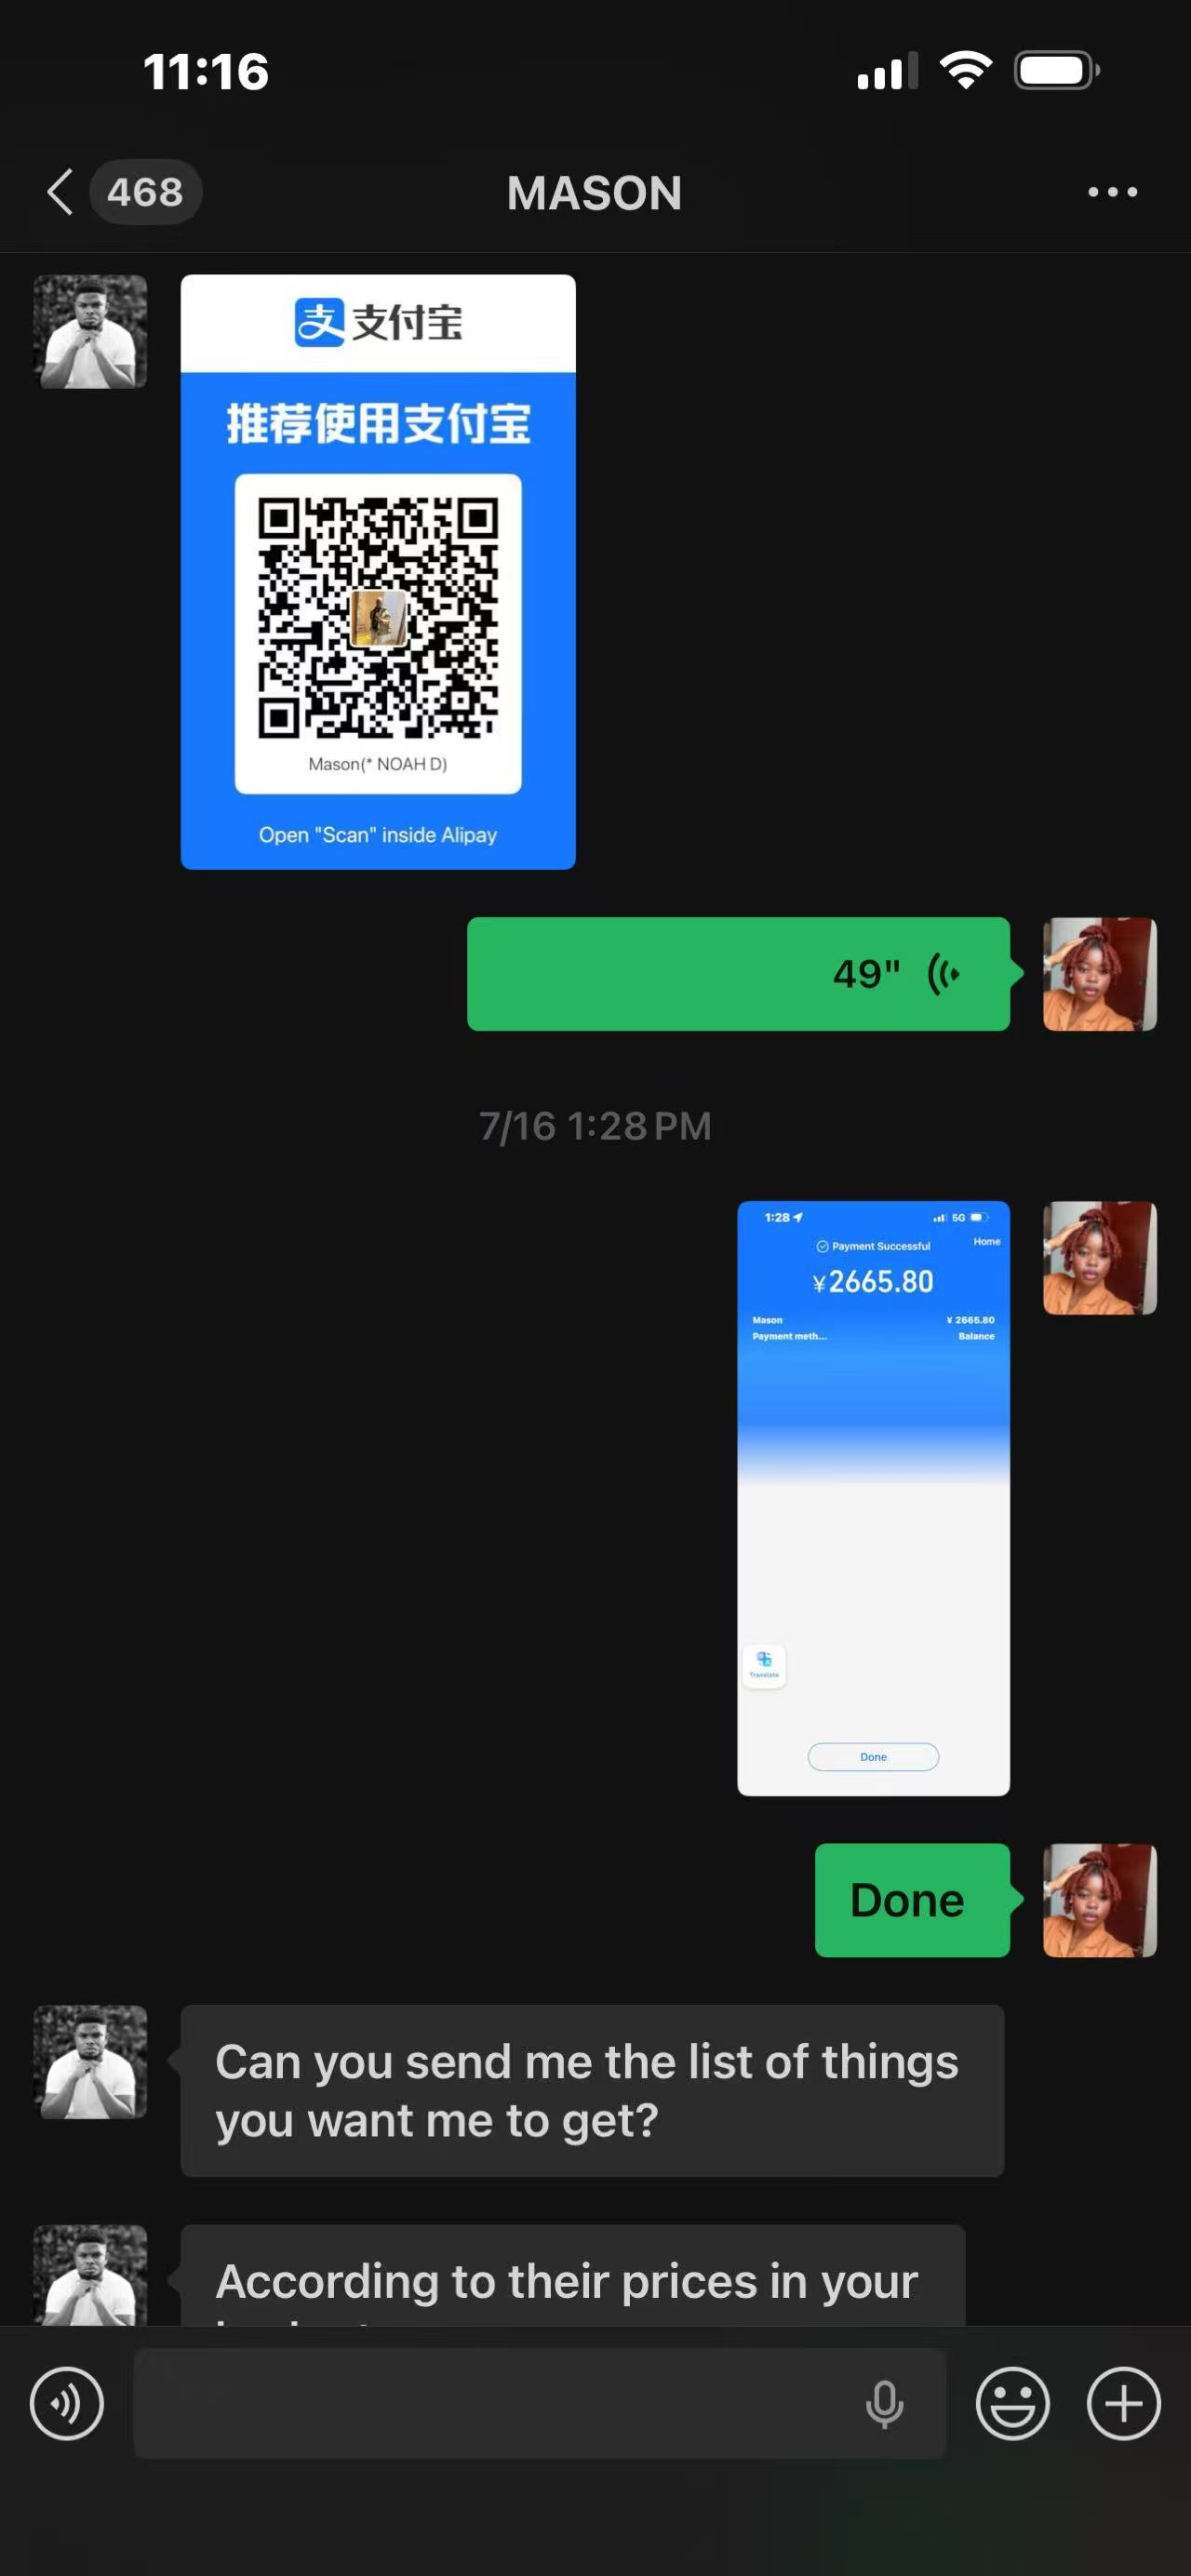 11:16
468
MASON
支 支付宝
推荐使用支付宝
Mason(* NOAH D)
Open "Scan" inside Alipay
49"
7/16 1:28 PM
1:28
5G
Home
Payment Successful
¥2665.80
Mason ¥ 2665.80
Payment meth... Balance
Translate
Done
Done
Can you send me the list of things
you want me to get?
According to their prices in your